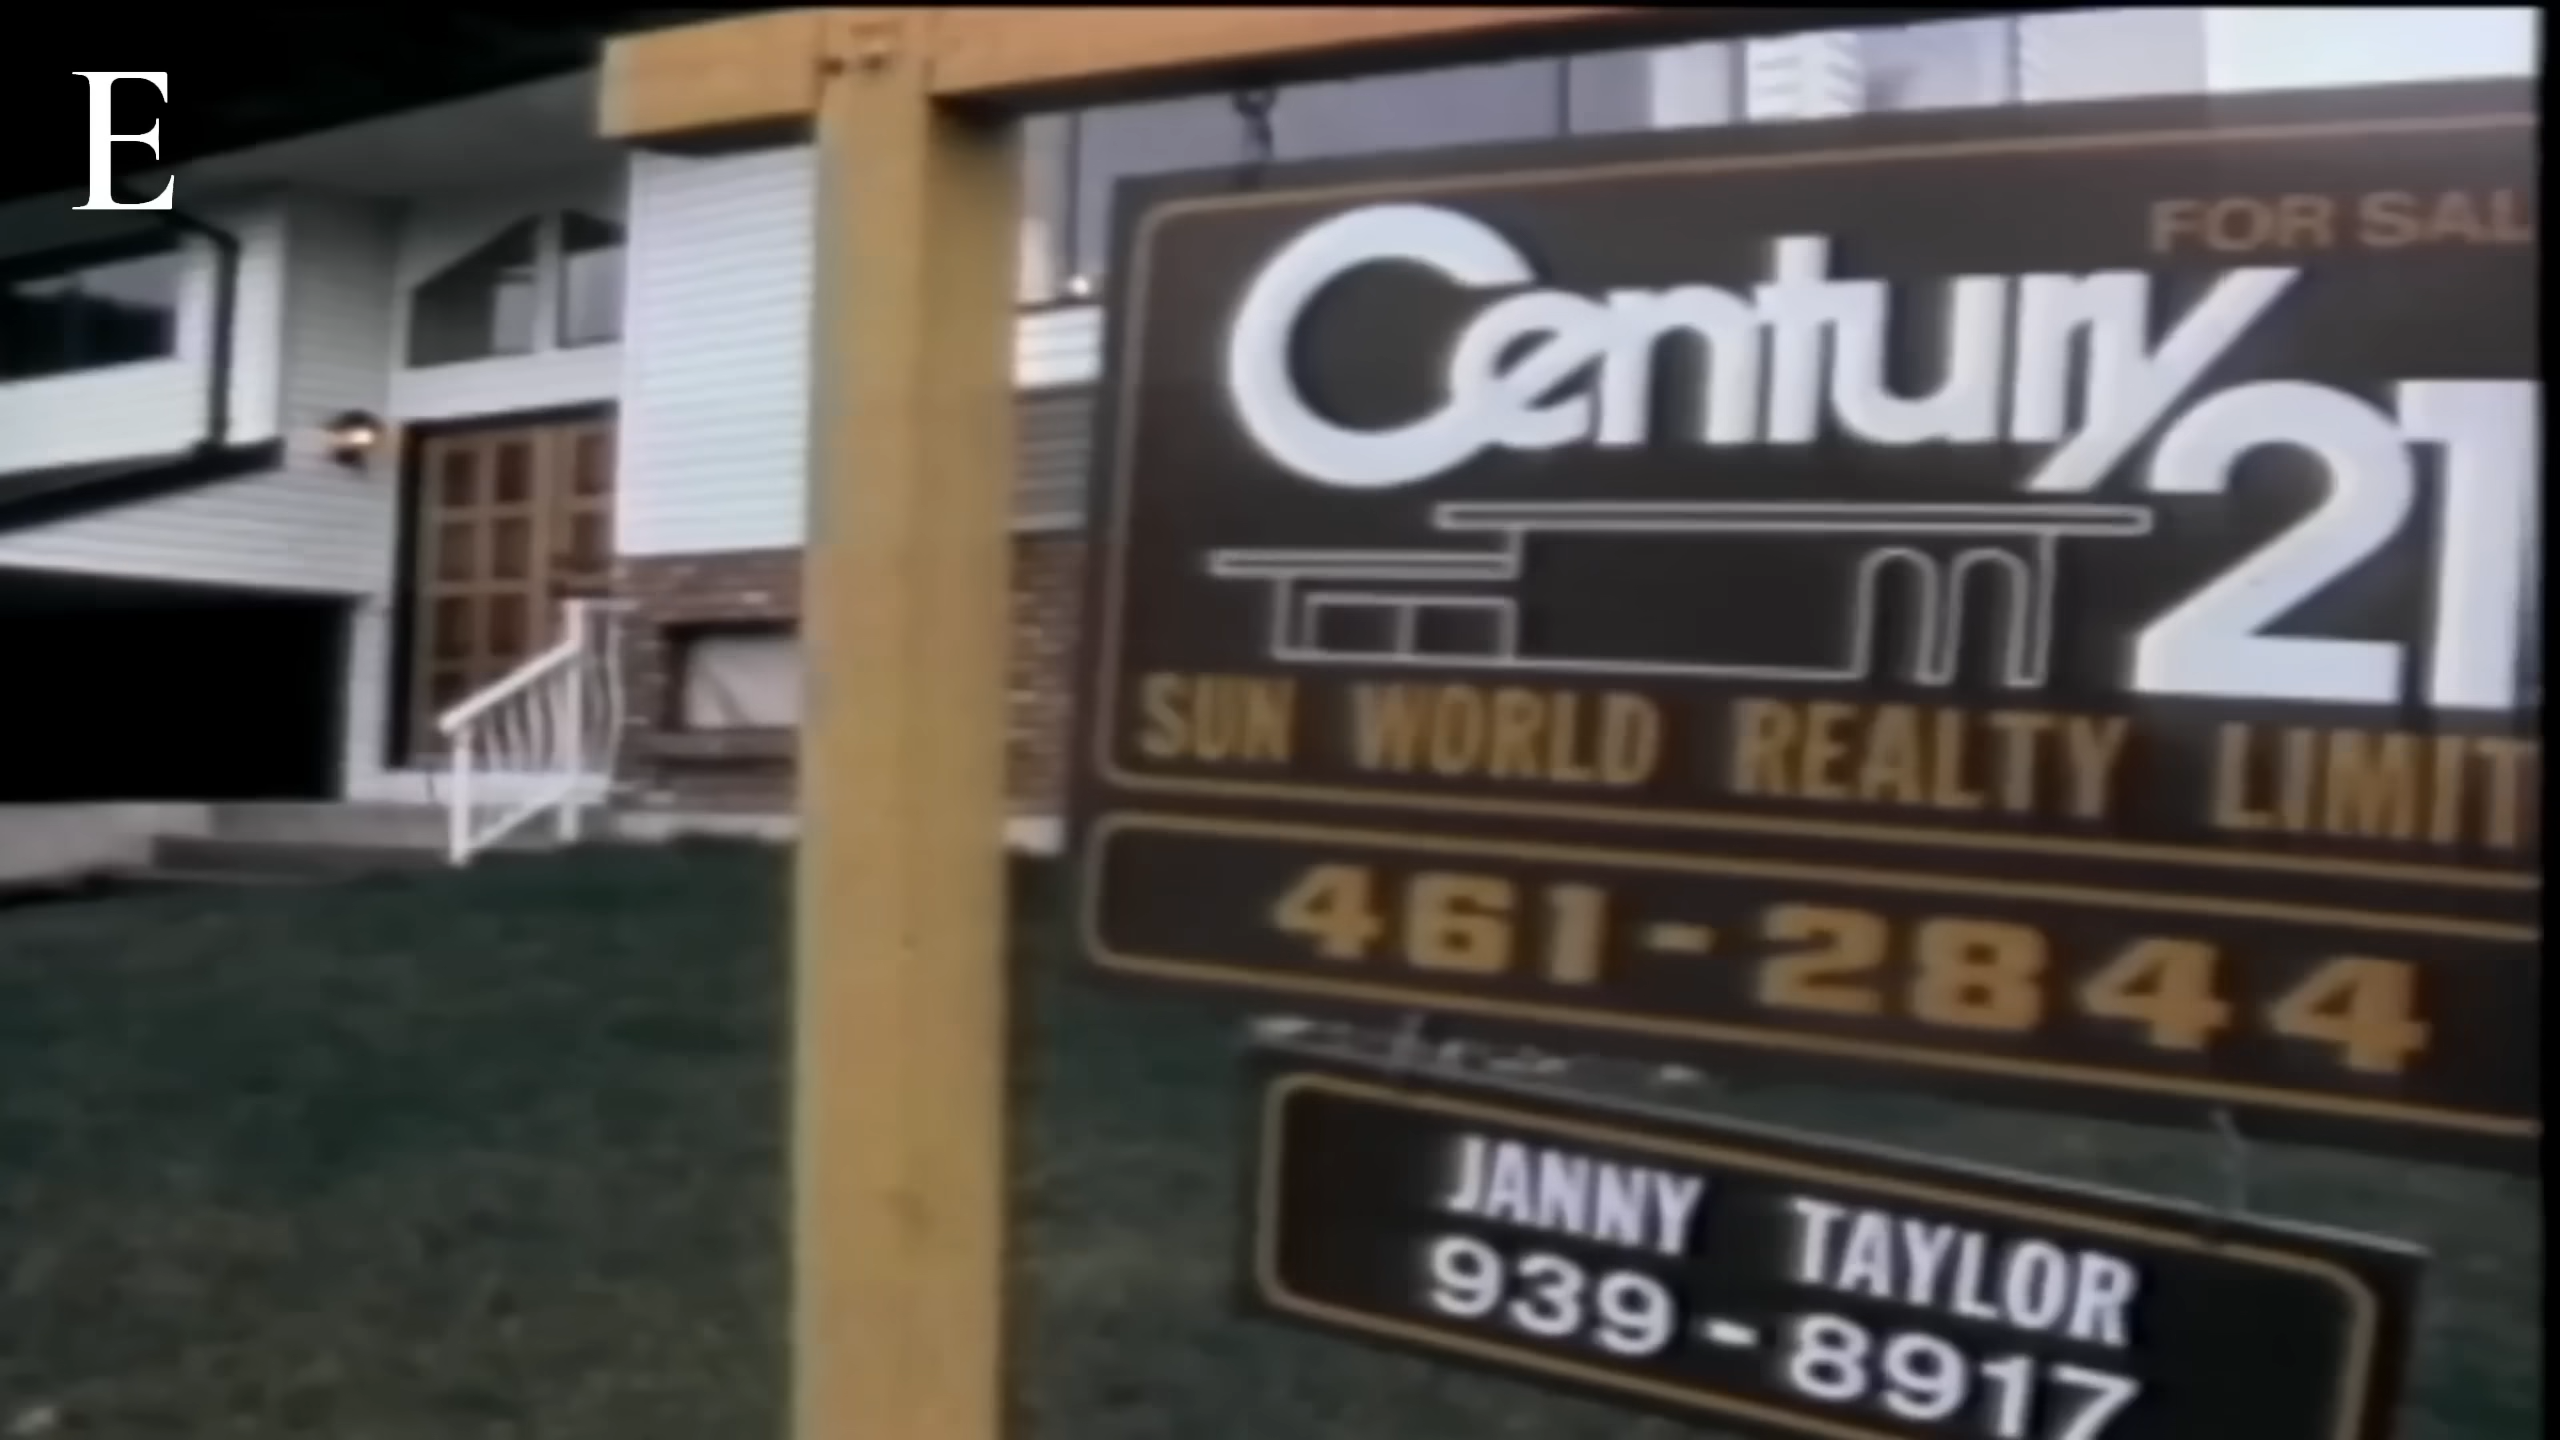 E
FOR SAL
Century 21
SUN WORLD REALTY LIMIT
461-2844
JANNY TAYLOR
939-8917